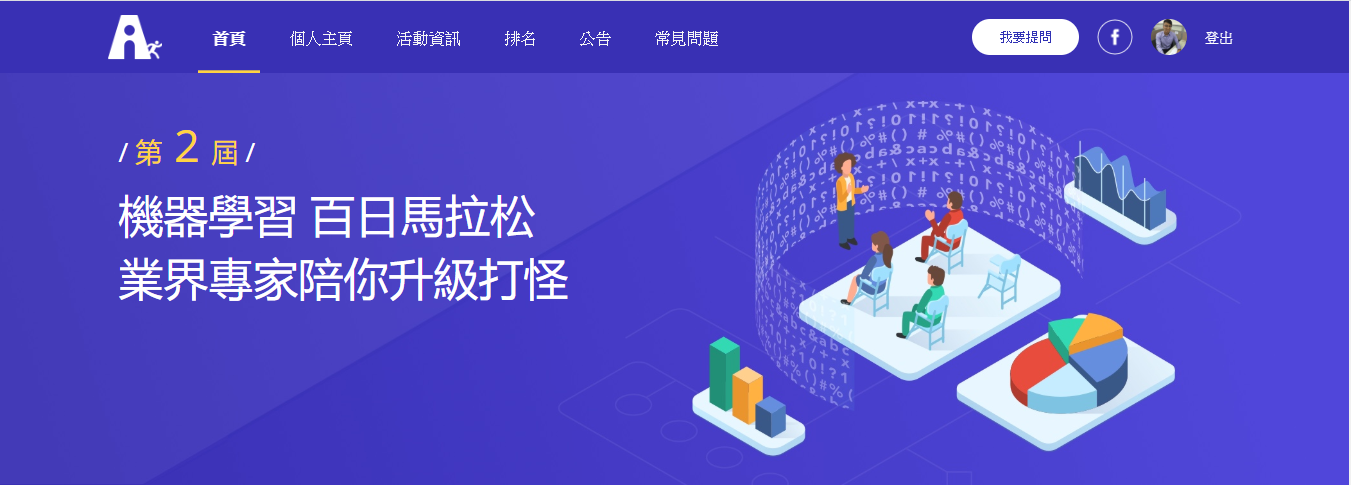 首頁
個人主頁
活動資訊
排名
公告
常見問題
我要提問
登出
/ 第 2 屆 /
機器學習 百日馬拉松
業界專家陪你升級打怪